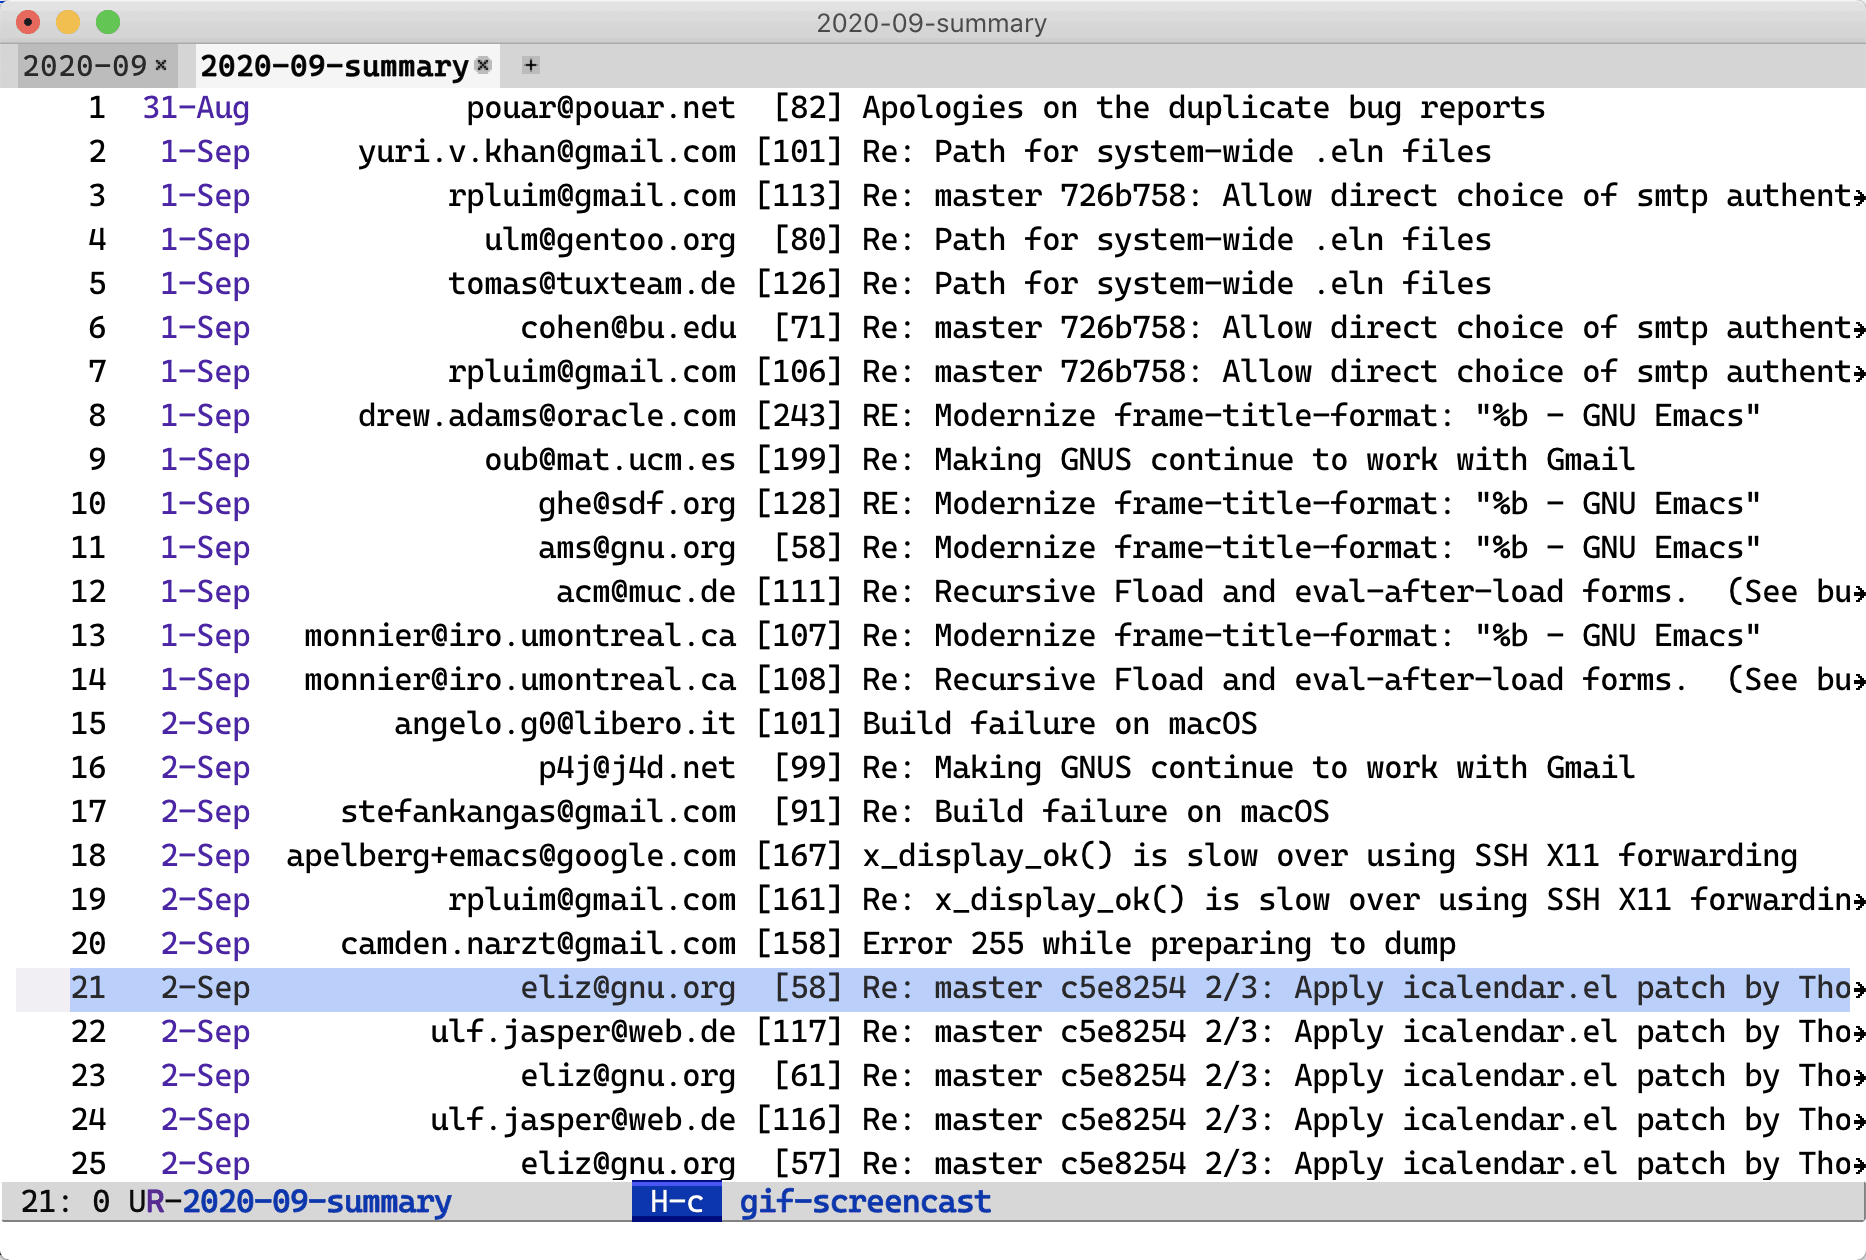 2020-09-summary
2020-09 × 2020-09-summary × +
1 31-Aug pouar@pouar.net [82] Apologies on the duplicate bug reports
2 1-Sep yuri.v.khan@gmail.com [101] Re: Path for system-wide .eln files
3 1-Sep rpluim@gmail.com [113] Re: master 726b758: Allow direct choice of smtp authent→
4 1-Sep ulm@gentoo.org [80] Re: Path for system-wide .eln files
5 1-Sep tomas@tuxteam.de [126] Re: Path for system-wide .eln files
6 1-Sep cohen@bu.edu [71] Re: master 726b758: Allow direct choice of smtp authent→
7 1-Sep rpluim@gmail.com [106] Re: master 726b758: Allow direct choice of smtp authent→
8 1-Sep drew.adams@oracle.com [243] RE: Modernize frame-title-format: "%b - GNU Emacs"
9 1-Sep oub@mat.ucm.es [199] Re: Making GNUS continue to work with Gmail
10 1-Sep ghe@sdf.org [128] RE: Modernize frame-title-format: "%b - GNU Emacs"
11 1-Sep ams@gnu.org [58] Re: Modernize frame-title-format: "%b - GNU Emacs"
12 1-Sep acm@muc.de [111] Re: Recursive Fload and eval-after-load forms.  (See bu→
13 1-Sep monnier@iro.umontreal.ca [107] Re: Modernize frame-title-format: "%b - GNU Emacs"
14 1-Sep monnier@iro.umontreal.ca [108] Re: Recursive Fload and eval-after-load forms.  (See bu→
15 2-Sep angelo.g0@libero.it [101] Build failure on macOS
16 2-Sep p4j@j4d.net [99] Re: Making GNUS continue to work with Gmail
17 2-Sep stefankangas@gmail.com [91] Re: Build failure on macOS
18 2-Sep apelberg+emacs@google.com [167] x_display_ok() is slow over using SSH X11 forwarding
19 2-Sep rpluim@gmail.com [161] Re: x_display_ok() is slow over using SSH X11 forwardin→
20 2-Sep camden.narzt@gmail.com [158] Error 255 while preparing to dump
21 2-Sep eliz@gnu.org [58] Re: master c5e8254 2/3: Apply icalendar.el patch by Tho→
22 2-Sep ulf.jasper@web.de [117] Re: master c5e8254 2/3: Apply icalendar.el patch by Tho→
23 2-Sep eliz@gnu.org [61] Re: master c5e8254 2/3: Apply icalendar.el patch by Tho→
24 2-Sep ulf.jasper@web.de [116] Re: master c5e8254 2/3: Apply icalendar.el patch by Tho→
25 2-Sep eliz@gnu.org [57] Re: master c5e8254 2/3: Apply icalendar.el patch by Tho→
21: 0 UR-2020-09-summary H-c gif-screencast